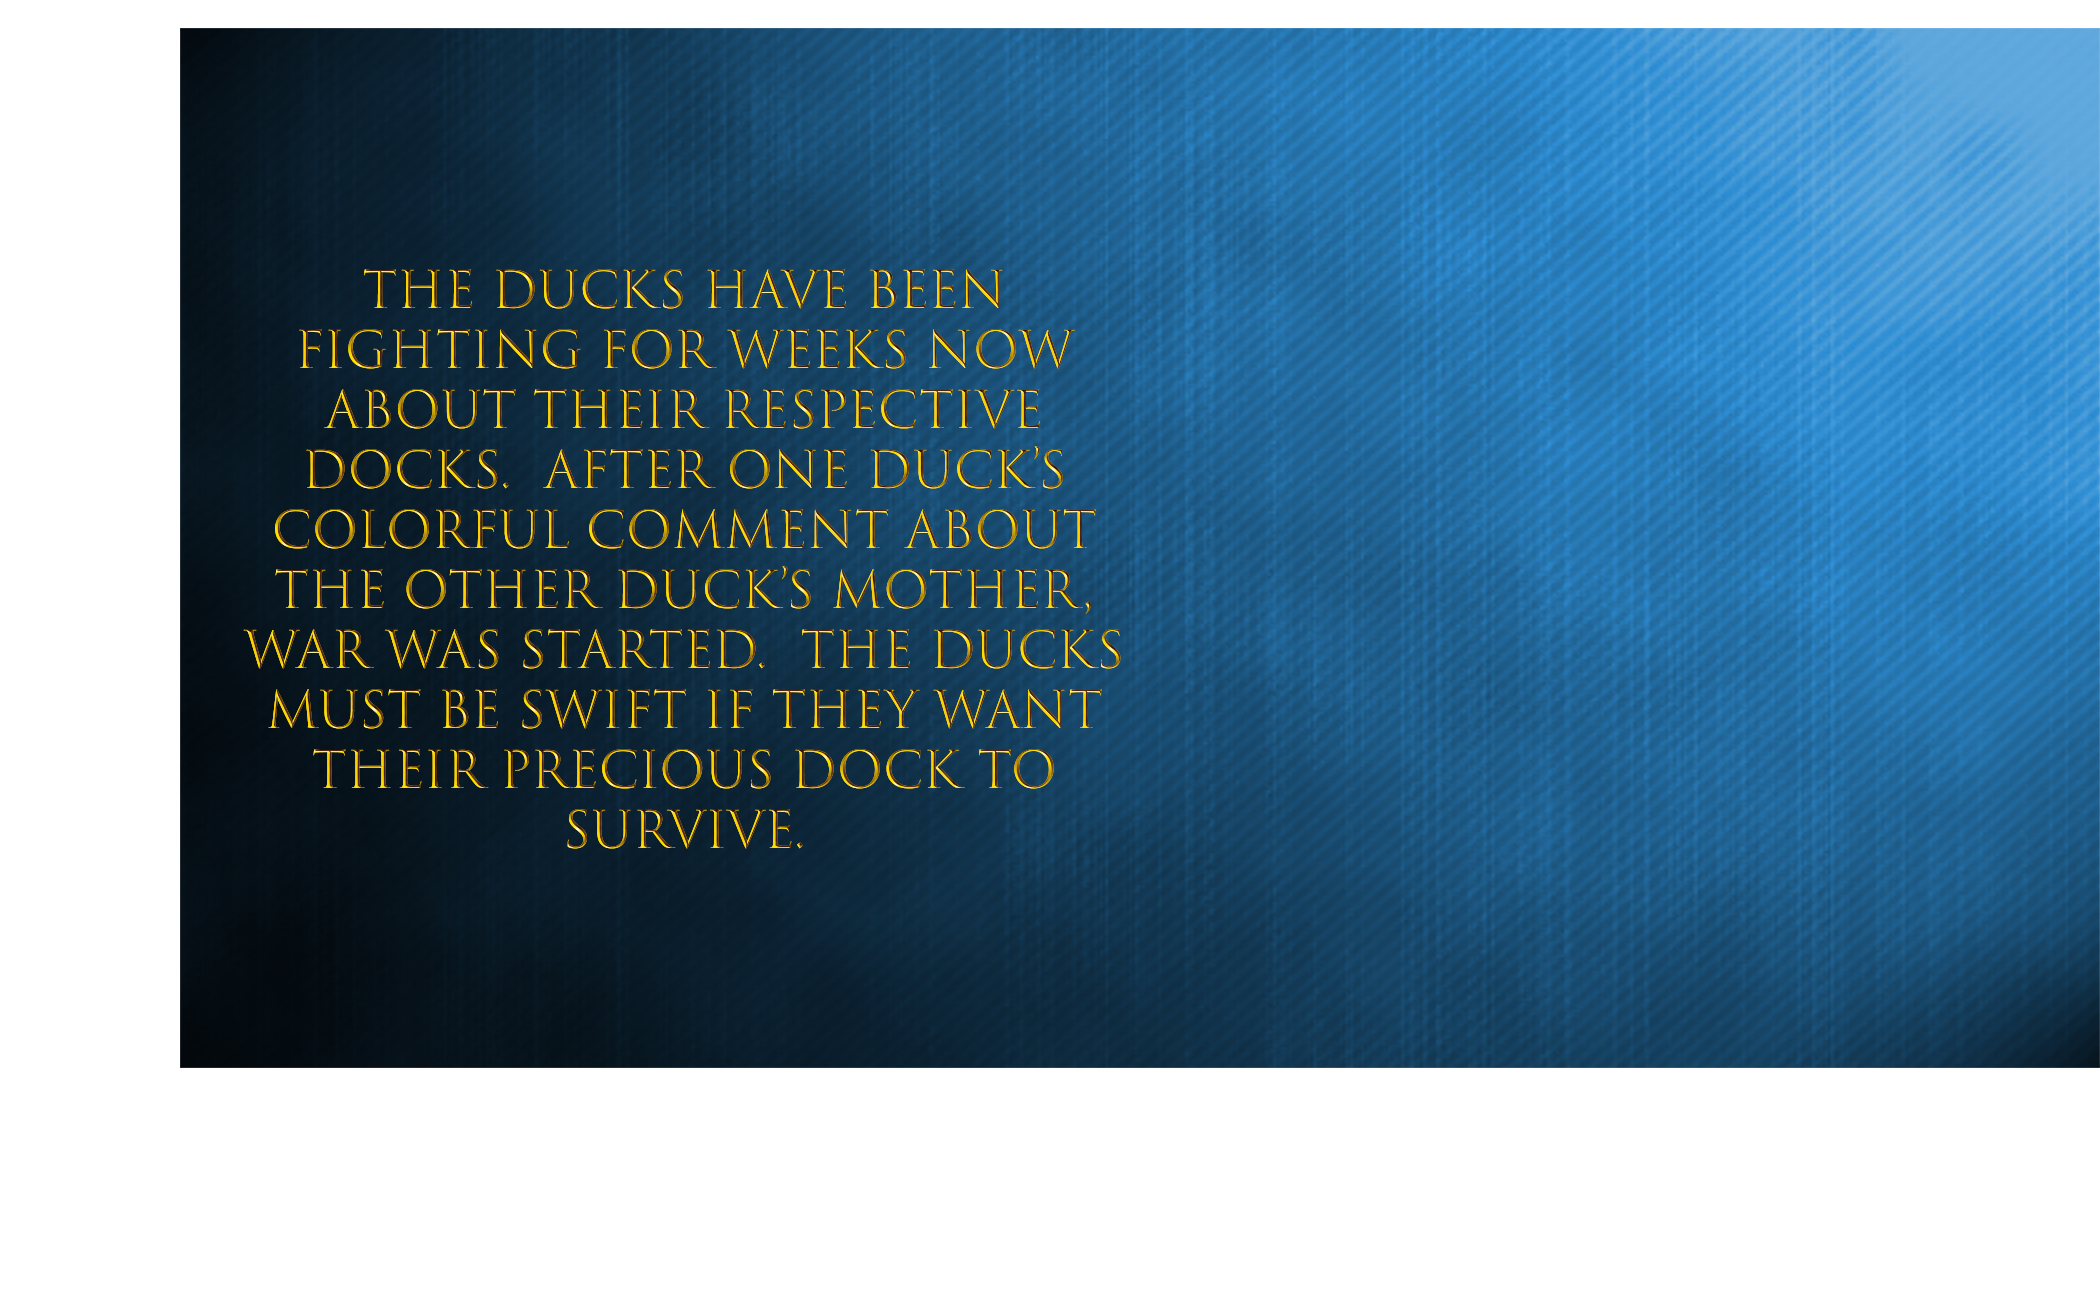 THE DUCKS HAVE BEEN
FIGHTING FOR WEEKS NOW
ABOUT THEIR RESPECTIVE
DOCKS.  AFTER ONE DUCK’S
COLORFUL COMMENT ABOUT
THE OTHER DUCK’S MOTHER,
WAR WAS STARTED.  THE DUCKS
MUST BE SWIFT IF THEY WANT
THEIR PRECIOUS DOCK TO
SURVIVE.